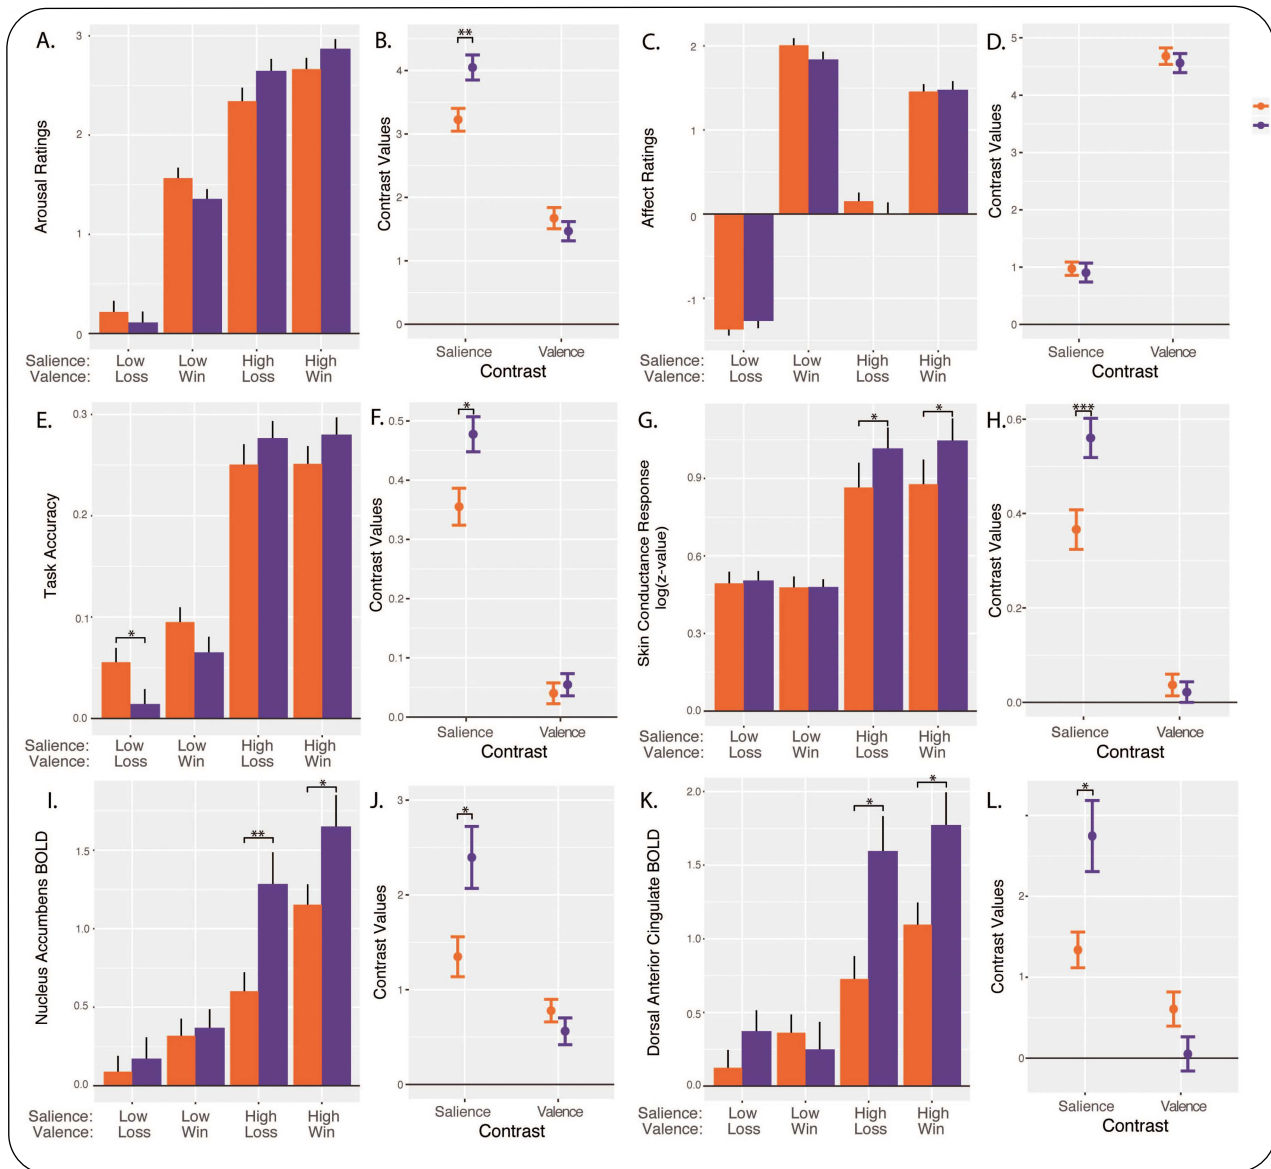 A.
Arousal Ratings
3
2
1
0
Salience: Low Low High High
Valence: Loss Win Loss Win
B.
**
Contrast Values
4
3
2
1
0
Salience Valence
Contrast
C.
Affect Ratings
2
1
0
-1
Salience: Low Low High High
Valence: Loss Win Loss Win
D.
Contrast Values
5
4
3
2
1
0
Salience Valence
Contrast
E.
Task Accuracy
0.3
0.2
0.1
0.0
*
Salience: Low Low High High
Valence: Loss Win Loss Win
F.
*
Contrast Values
0.5
0.4
0.3
0.2
0.1
0.0
Salience Valence
Contrast
G.
Skin Conductance Response
log(z-value)
0.9
0.6
0.3
0.0
* *
Salience: Low Low High High
Valence: Loss Win Loss Win
H.
***
Contrast Values
0.6
0.4
0.2
0.0
Salience Valence
Contrast
I.
Nucleus Accumbens BOLD
1.5
1.0
0.5
0.0
** *
Salience: Low Low High High
Valence: Loss Win Loss Win
J.
*
Contrast Values
3
2
1
0
Salience Valence
Contrast
K.
Dorsal Anterior Cingulate BOLD
2.0
1.5
1.0
0.5
0.0
* *
Salience: Low Low High High
Valence: Loss Win Loss Win
L.
*
Contrast Values
2
1
0
Salience Valence
Contrast